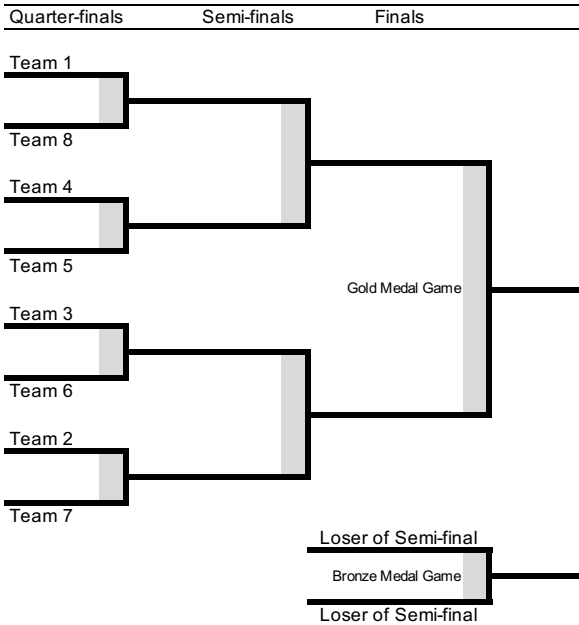 Quarter-finals Semi-finals Finals
Team 1
Team 8
Team 4
Team 5
Gold Medal Game
Team 3
Team 6
Team 2
Team 7
Loser of Semi-final
Bronze Medal Game
Loser of Semi-final